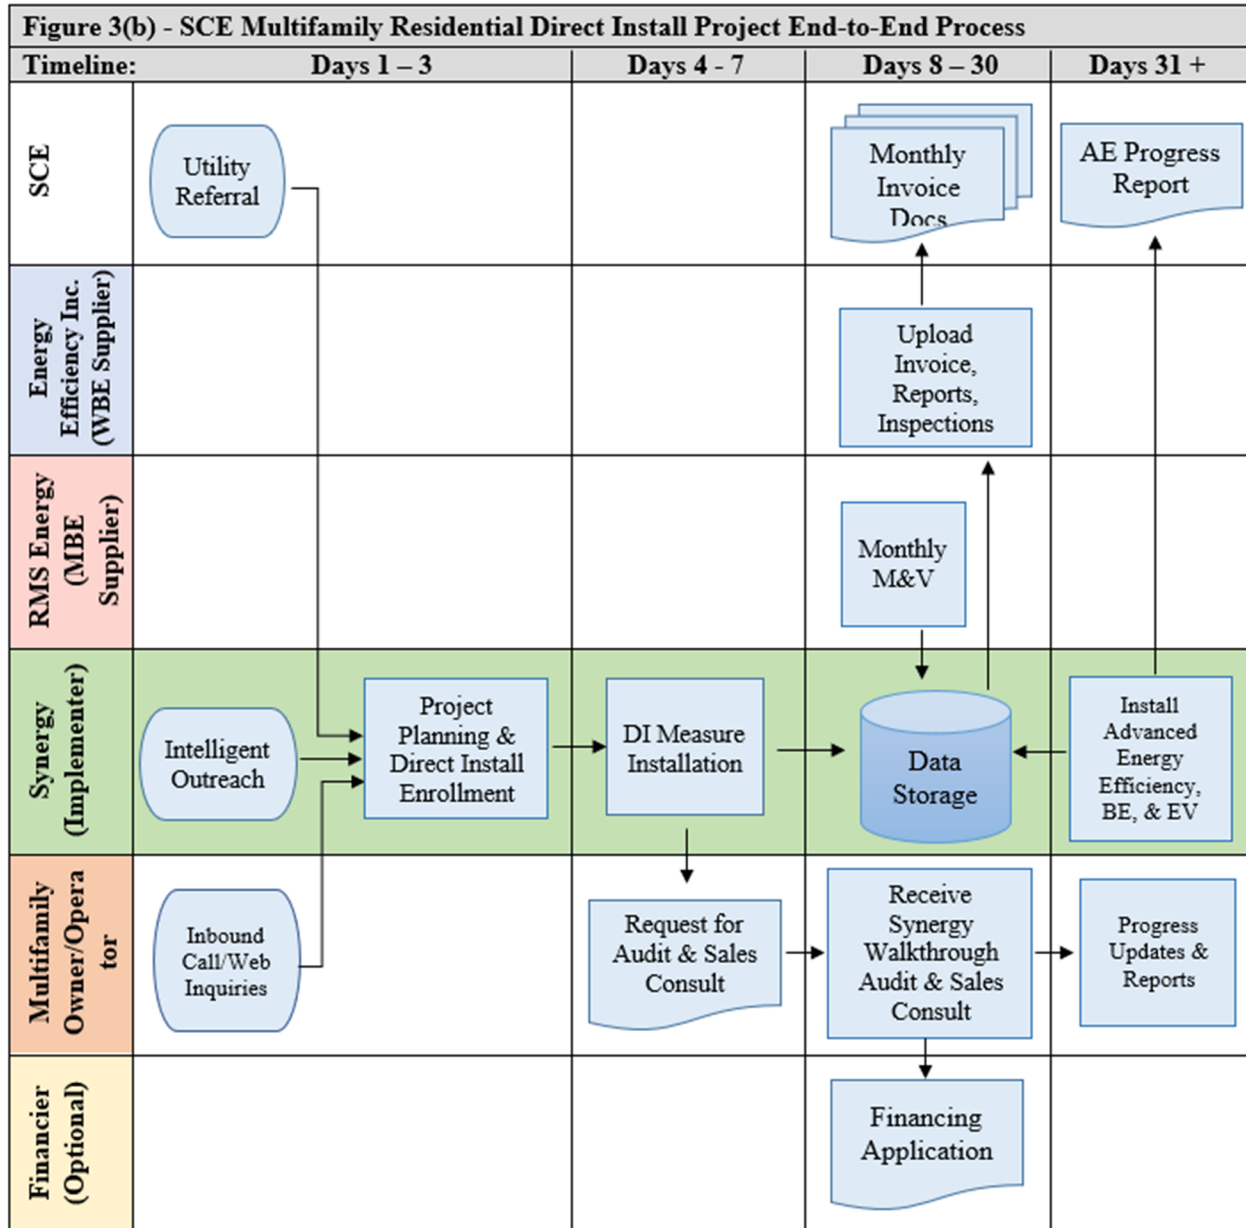 Figure 3(b) - SCE Multifamily Residential Direct Install Project End-to-End Process
Timeline: Days 1 – 3 Days 4 - 7 Days 8 – 30 Days 31 +
SCE
Utility
Referral
Monthly
Invoice
Docs
AE Progress
Report
Energy
Efficiency Inc.
(WBE Supplier)
Upload
Invoice,
Reports,
Inspections
RMS Energy
(MBE
Supplier)
Monthly
M&V
Synergy
(Implementer)
Intelligent
Outreach
Project
Planning &
Direct Install
Enrollment
DI Measure
Installation
Data
Storage
Install
Advanced
Energy
Efficiency,
BE, & EV
Multifamily
Owner/Opera
tor
Inbound
Call/Web
Inquiries
Request for
Audit & Sales
Consult
Receive
Synergy
Walkthrough
Audit & Sales
Consult
Progress
Updates &
Reports
Financier
(Optional)
Financing
Application